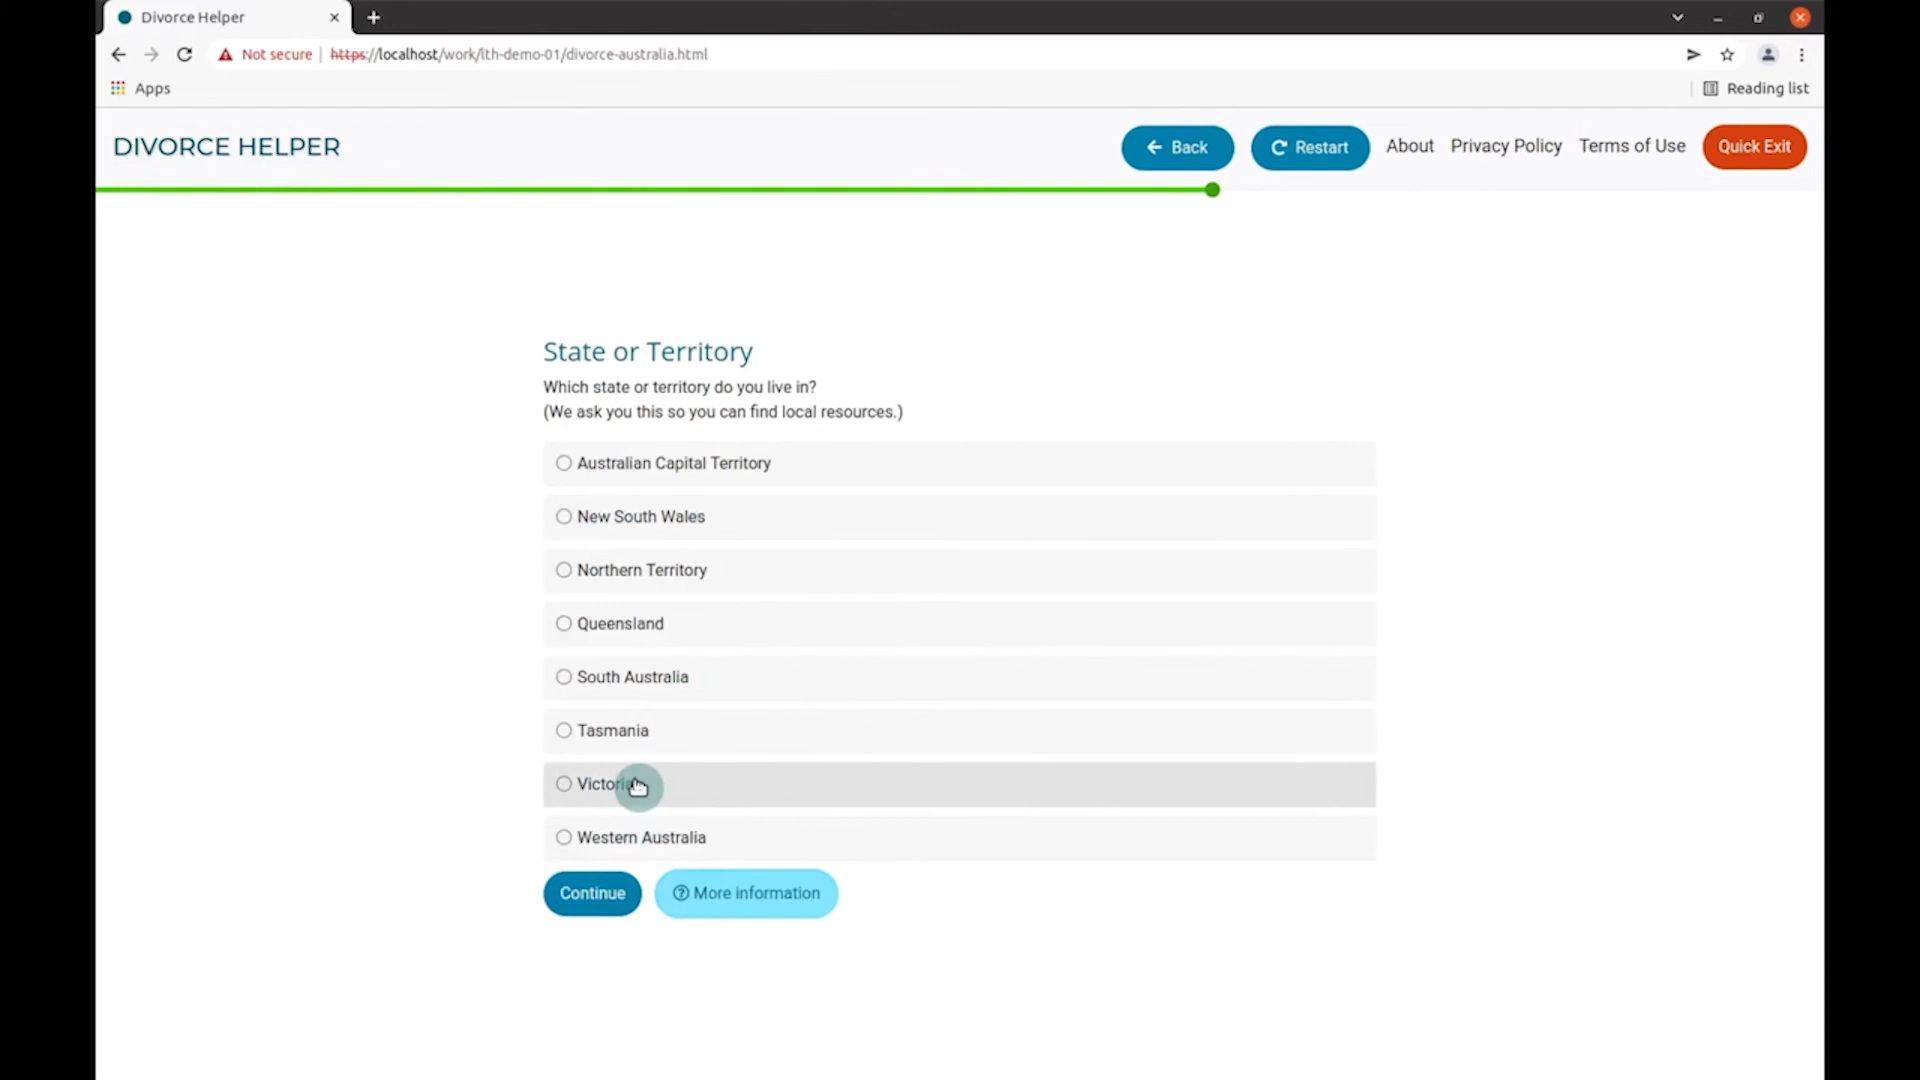 Divorce Helper
Not secure | https://localhost/work/lth-demo-01/divorce-australia.html
Apps
Reading list
DIVORCE HELPER
Back
Restart
About
Privacy Policy
Terms of Use
Quick Exit
State or Territory
Which state or territory do you live in?
(We ask you this so you can find local resources.)
Australian Capital Territory
New South Wales
Northern Territory
Queensland
South Australia
Tasmania
Victoria
Western Australia
Continue
More information